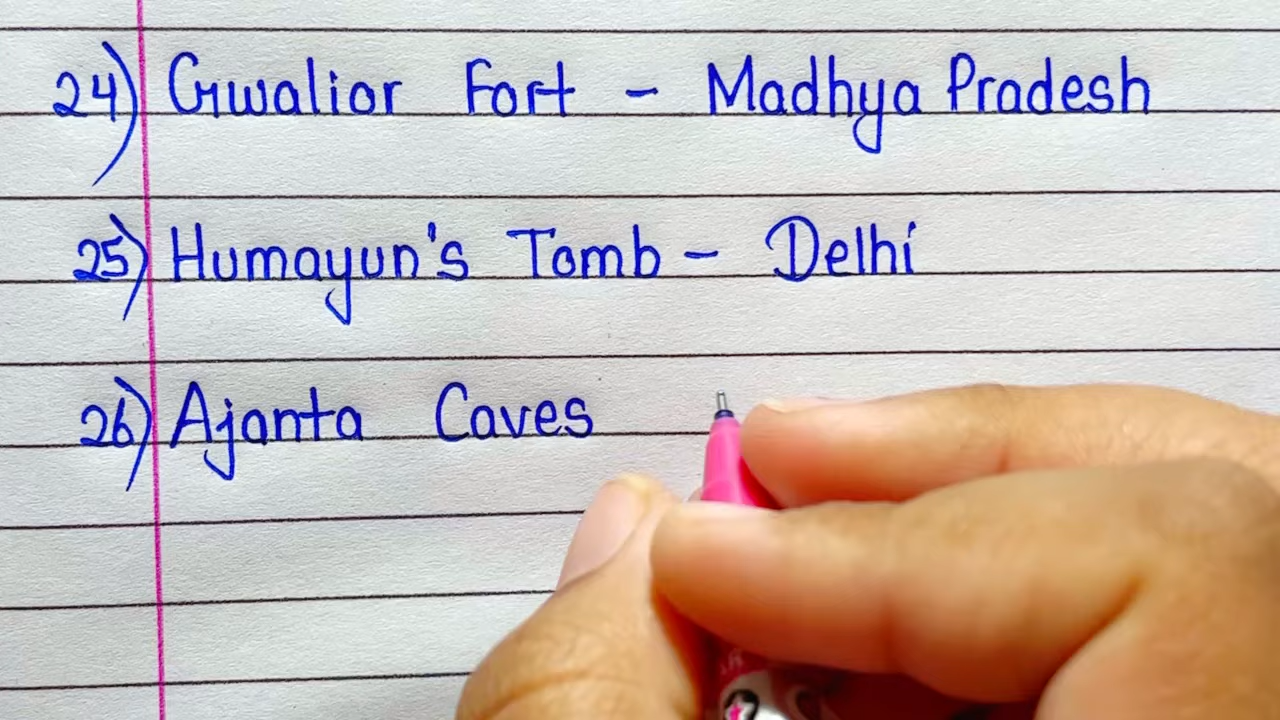 24) Gwalior Fort - Madhya Pradesh
25) Humayun's Tomb - Delhi
26) Ajanta Caves